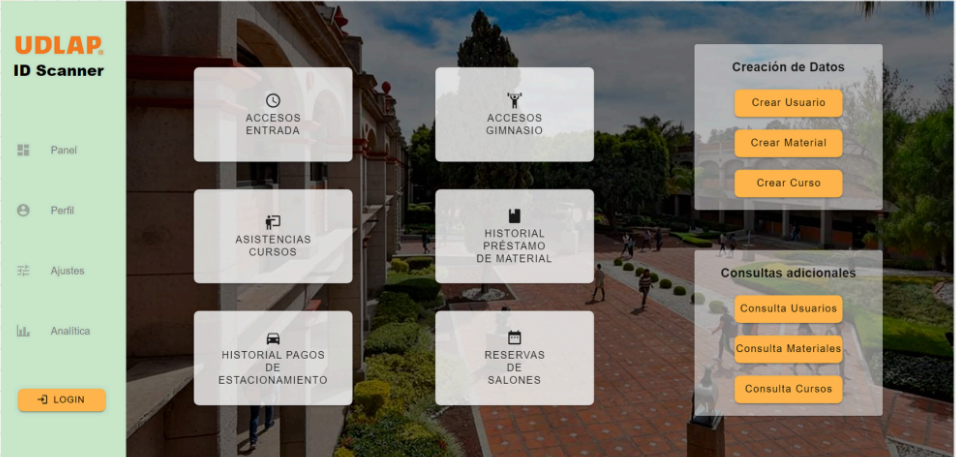 UDLAP®
ID Scanner
Panel
Perfil
Ajustes
Analítica
LOGIN
ACCESOS
ENTRADA
ACCESOS
GIMNASIO
ASISTENCIAS
CURSOS
HISTORIAL
PRÉSTAMO
DE MATERIAL
HISTORIAL PAGOS
DE
ESTACIONAMIENTO
RESERVAS
DE
SALONES
Creación de Datos
Crear Usuario
Crear Material
Crear Curso
Consultas adicionales
Consulta Usuarios
Consulta Materiales
Consulta Cursos